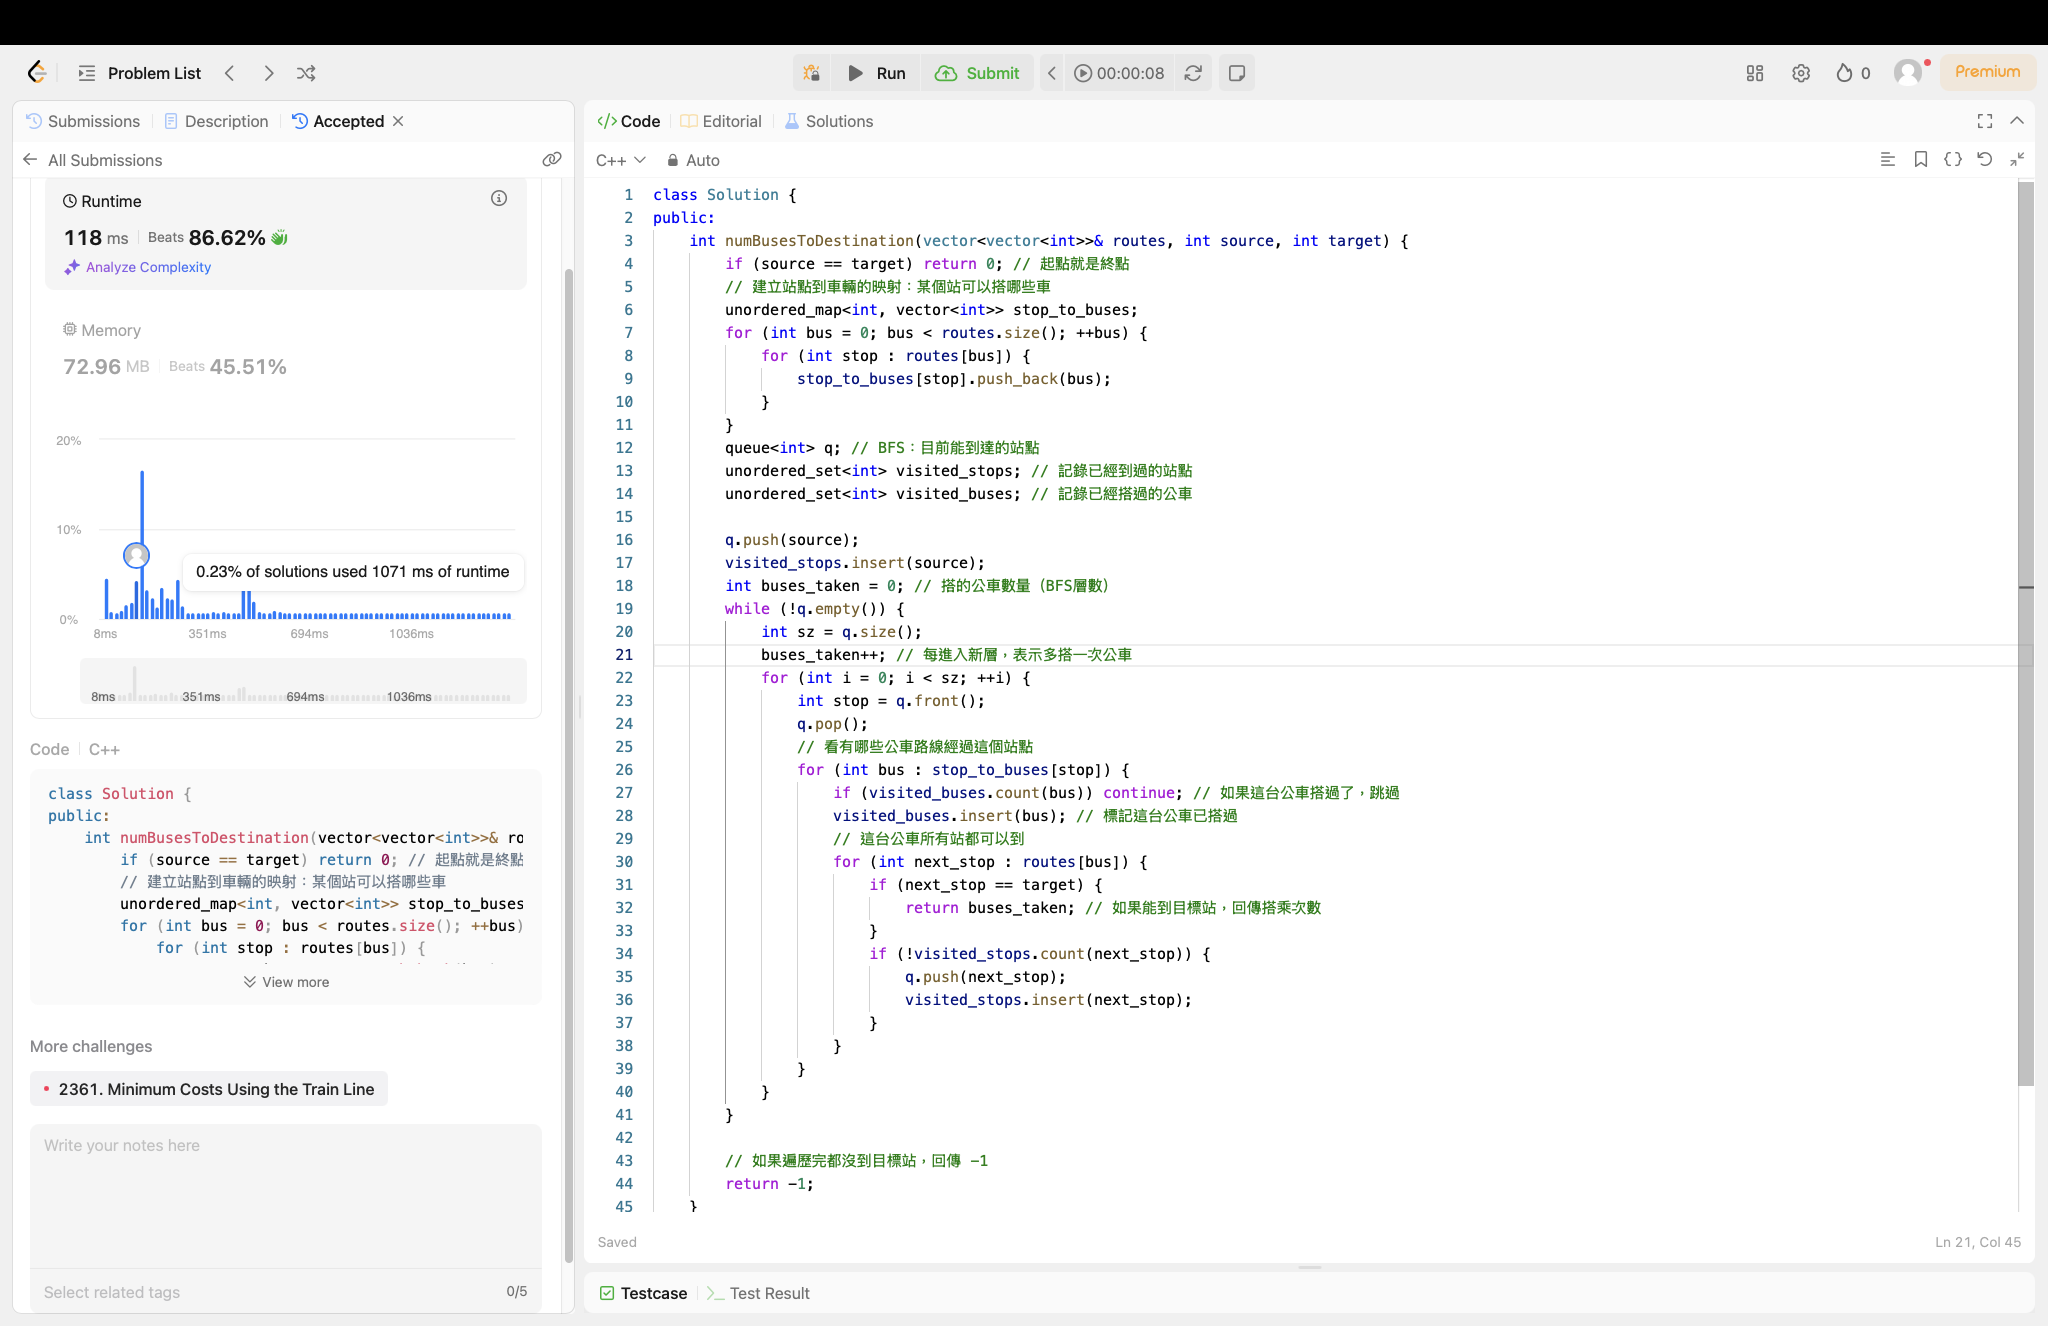 Problem List
Run
Submit
00:00:08
0
Premium
Submissions
Description
Accepted
All Submissions
Runtime
118 ms
Beats 86.62%
Analyze Complexity
Memory
72.96 MB
Beats 45.51%
20%
10%
0%
0.23% of solutions used 1071 ms of runtime
8ms 351ms 694ms 1036ms
8ms 351ms 694ms 1036ms
Code
C++
class Solution {
public:
    int numBusesToDestination(vector<vector<int>>& ro
        if (source == target) return 0; // 起點就是終點
        // 建立站點到車輛的映射：某個站可以搭哪些車
        unordered_map<int, vector<int>> stop_to_buses
        for (int bus = 0; bus < routes.size(); ++bus)
            for (int stop : routes[bus]) {
View more
More challenges
2361. Minimum Costs Using the Train Line
Write your notes here
Select related tags
0/5
</> Code
Editorial
Solutions
C++
Auto
1 class Solution {
2 public:
3     int numBusesToDestination(vector<vector<int>>& routes, int source, int target) {
4         if (source == target) return 0; // 起點就是終點
5         // 建立站點到車輛的映射：某個站可以搭哪些車
6         unordered_map<int, vector<int>> stop_to_buses;
7         for (int bus = 0; bus < routes.size(); ++bus) {
8             for (int stop : routes[bus]) {
9                 stop_to_buses[stop].push_back(bus);
10             }
11         }
12         queue<int> q; // BFS：目前能到達的站點
13         unordered_set<int> visited_stops; // 記錄已經到過的站點
14         unordered_set<int> visited_buses; // 記錄已經搭過的公車
15
16         q.push(source);
17         visited_stops.insert(source);
18         int buses_taken = 0; // 搭的公車數量（BFS層數）
19         while (!q.empty()) {
20             int sz = q.size();
21             buses_taken++; // 每進入新層，表示多搭一次公車
22             for (int i = 0; i < sz; ++i) {
23                 int stop = q.front();
24                 q.pop();
25                 // 看有哪些公車路線經過這個站點
26                 for (int bus : stop_to_buses[stop]) {
27                     if (visited_buses.count(bus)) continue; // 如果這台公車搭過了，跳過
28                     visited_buses.insert(bus); // 標記這台公車已搭過
29                     // 這台公車所有站都可以到
30                     for (int next_stop : routes[bus]) {
31                         if (next_stop == target) {
32                             return buses_taken; // 如果能到目標站，回傳搭乘次數
33                         }
34                         if (!visited_stops.count(next_stop)) {
35                             q.push(next_stop);
36                             visited_stops.insert(next_stop);
37                         }
38                     }
39                 }
40             }
41         }
42
43         // 如果遍歷完都沒到目標站，回傳 -1
44         return -1;
45     }
Saved
Ln 21, Col 45
Testcase
Test Result